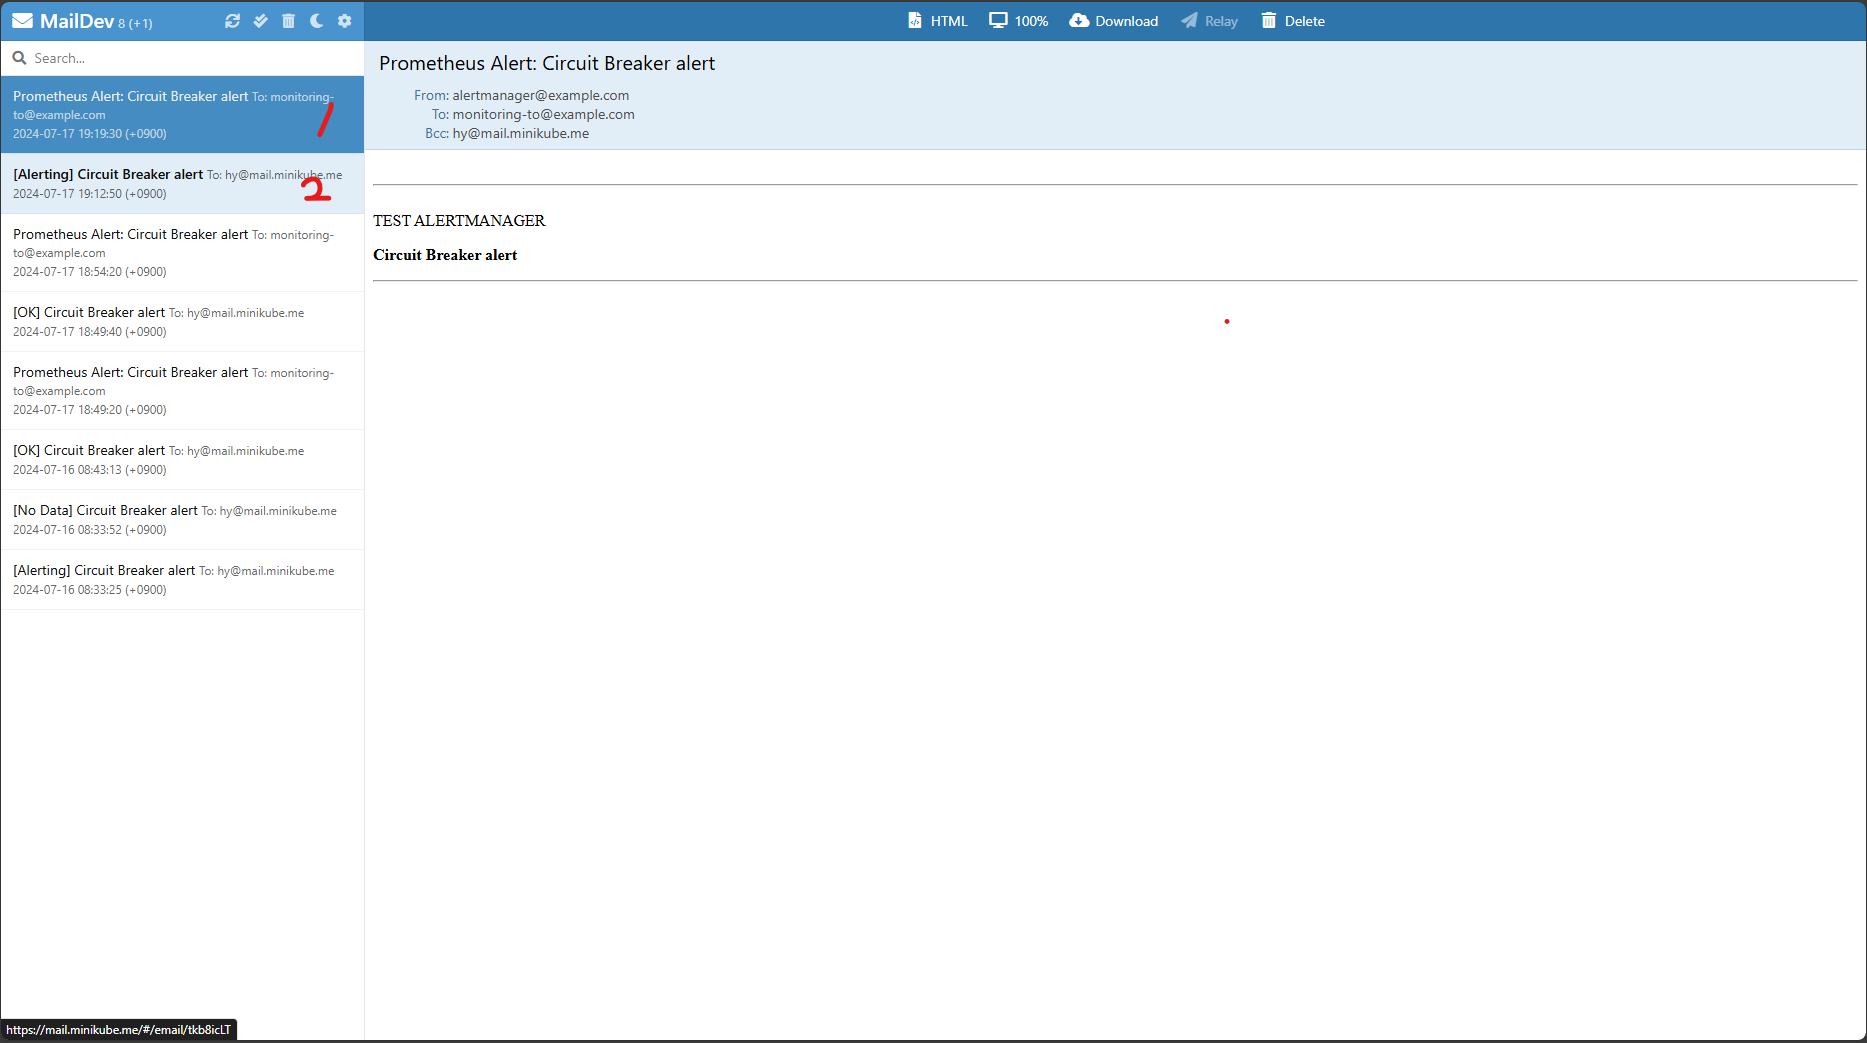 MailDev 8 (+1)
HTML 100% Download Relay Delete
Search...
Prometheus Alert: Circuit Breaker alert To: monitoring-
to@example.com
2024-07-17 19:19:30 (+0900)
1
[Alerting] Circuit Breaker alert To: hy@mail.minikube.me
2024-07-17 19:12:50 (+0900)
2
Prometheus Alert: Circuit Breaker alert To: monitoring-
to@example.com
2024-07-17 18:54:20 (+0900)
[OK] Circuit Breaker alert To: hy@mail.minikube.me
2024-07-17 18:49:40 (+0900)
Prometheus Alert: Circuit Breaker alert To: monitoring-
to@example.com
2024-07-17 18:49:20 (+0900)
[OK] Circuit Breaker alert To: hy@mail.minikube.me
2024-07-16 08:43:13 (+0900)
[No Data] Circuit Breaker alert To: hy@mail.minikube.me
2024-07-16 08:33:52 (+0900)
[Alerting] Circuit Breaker alert To: hy@mail.minikube.me
2024-07-16 08:33:25 (+0900)
Prometheus Alert: Circuit Breaker alert
From: alertmanager@example.com
To: monitoring-to@example.com
Bcc: hy@mail.minikube.me
TEST ALERTMANAGER
Circuit Breaker alert
https://mail.minikube.me/#/email/tkb8icLT